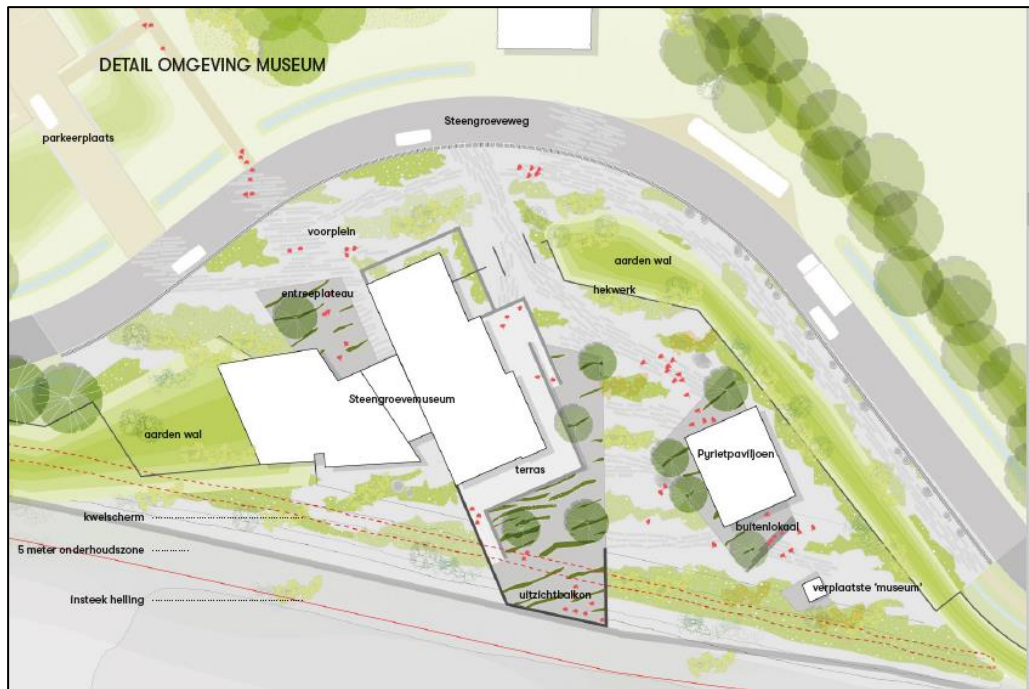 DETAIL OMGEVING MUSEUM
Steengroeveweg
parkeerplaats
voorplein
aarden wal
entreeplateau
hekwerk
Steengroevemuseum
aarden wal
Pyrietpaviljoen
terras
kwelscherm
buitenlokaal
5 meter onderhoudszone
verplaatste 'museum'
insteek helling
uitzichtbalkon